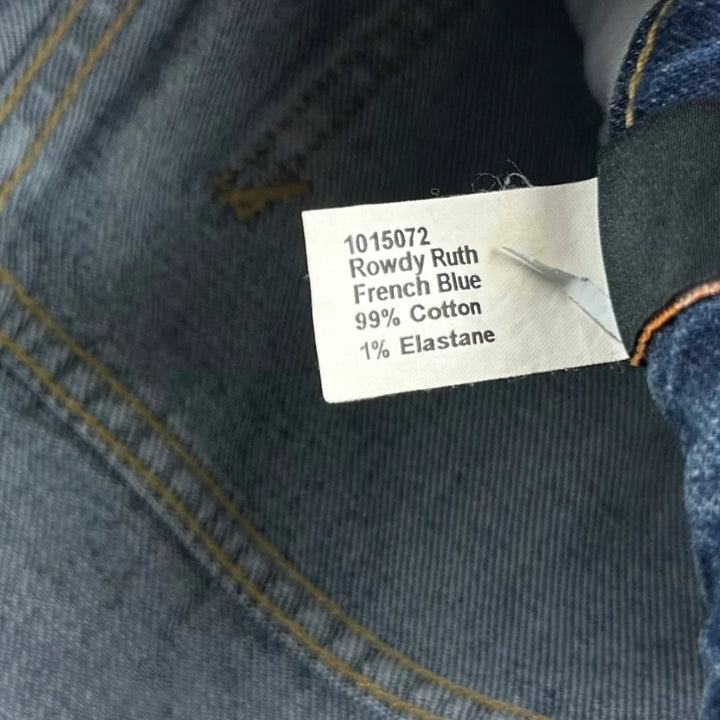 1015072
Rowdy Ruth
French Blue
99% Cotton
1% Elastane